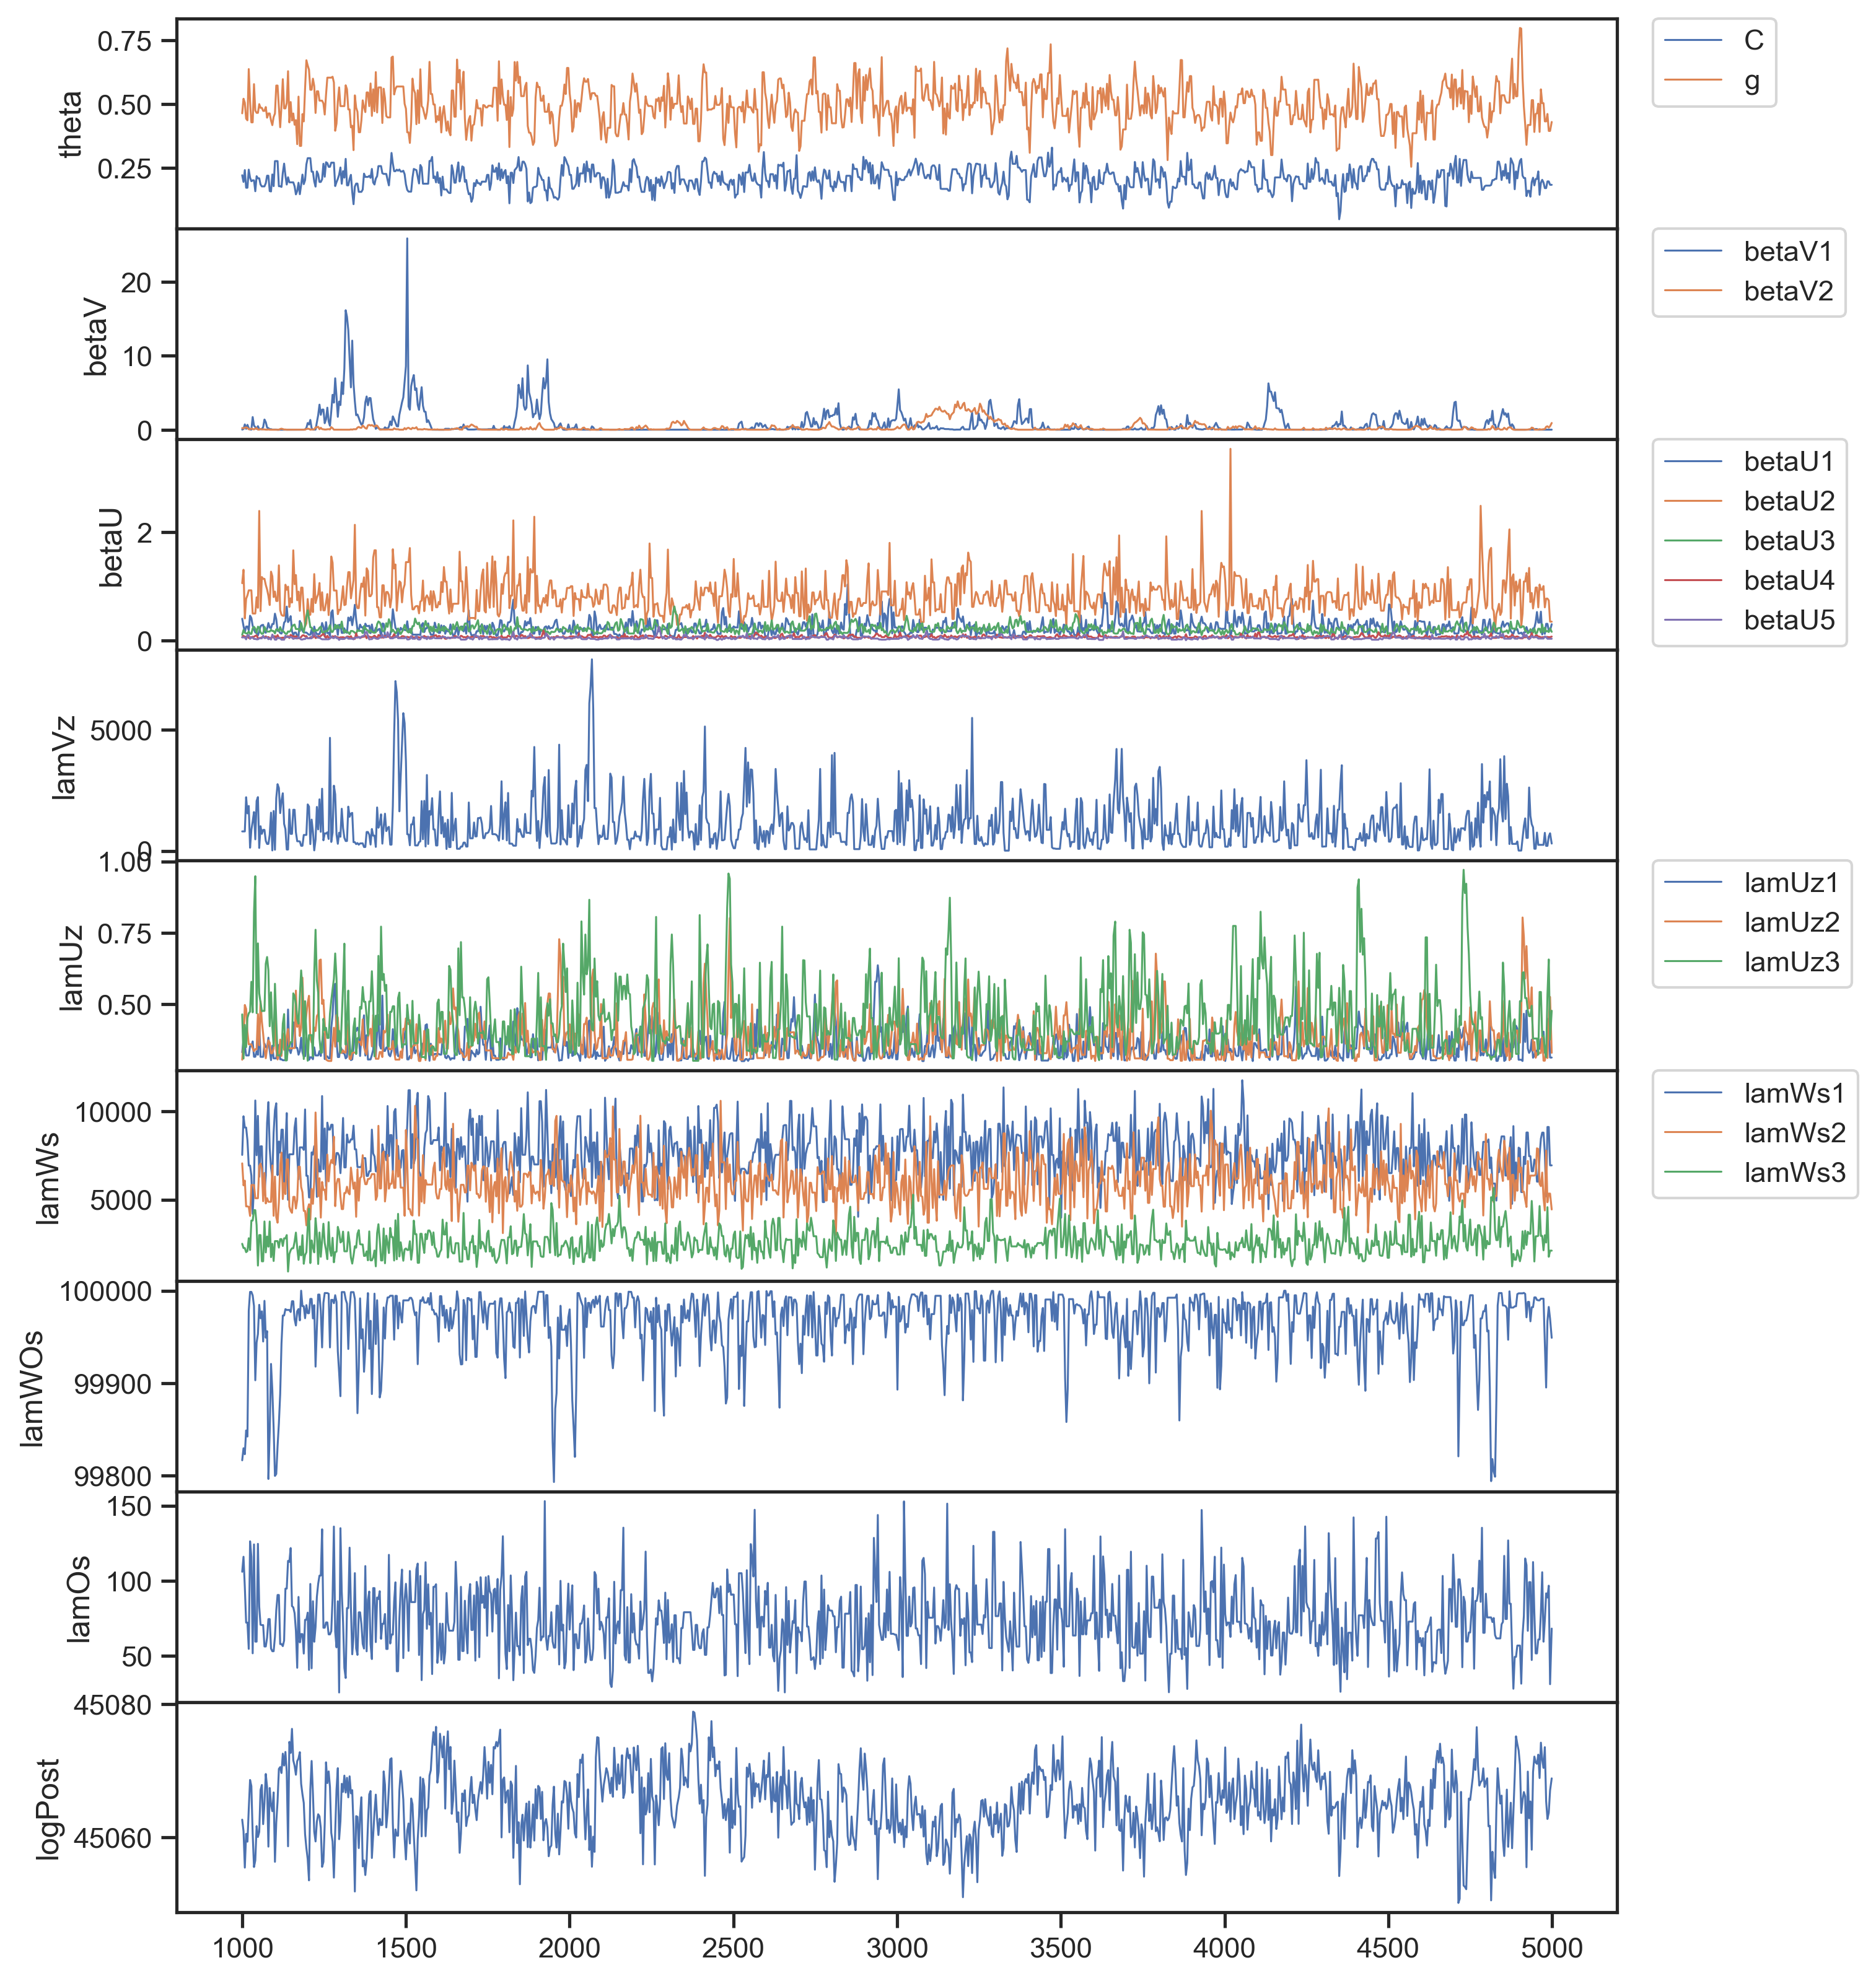 theta
0.75
0.50
0.25
C
g
betaV
20
10
0
betaV1
betaV2
betaU
2
0
betaU1
betaU2
betaU3
betaU4
betaU5
lamVz
5000
0
lamUz
1.00
0.75
0.50
lamUz1
lamUz2
lamUz3
lamWs
10000
5000
lamWs1
lamWs2
lamWs3
lamWOs
100000
99900
99800
lamOs
150
100
50
logPost
45080
45060
1000 1500 2000 2500 3000 3500 4000 4500 5000